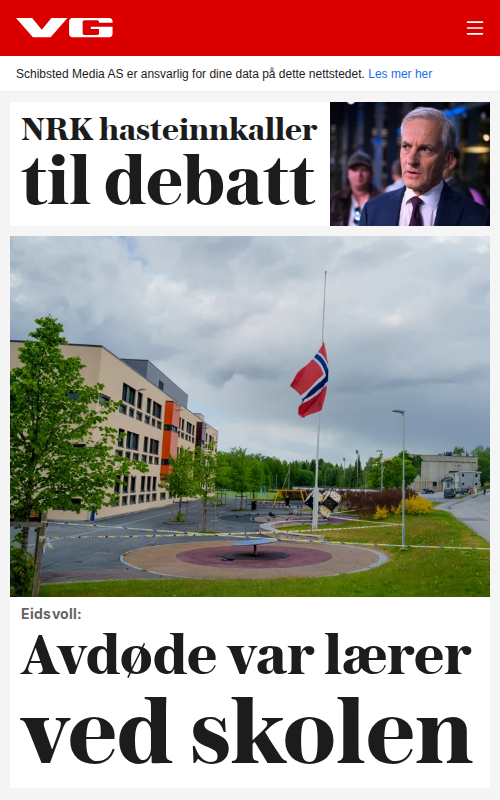 VG
Schibsted Media AS er ansvarlig for dine data på dette nettstedet. Les mer her
NRK hasteinnkaller
til debatt
Eidsvoll:
Avdøde var lærer
ved skolen